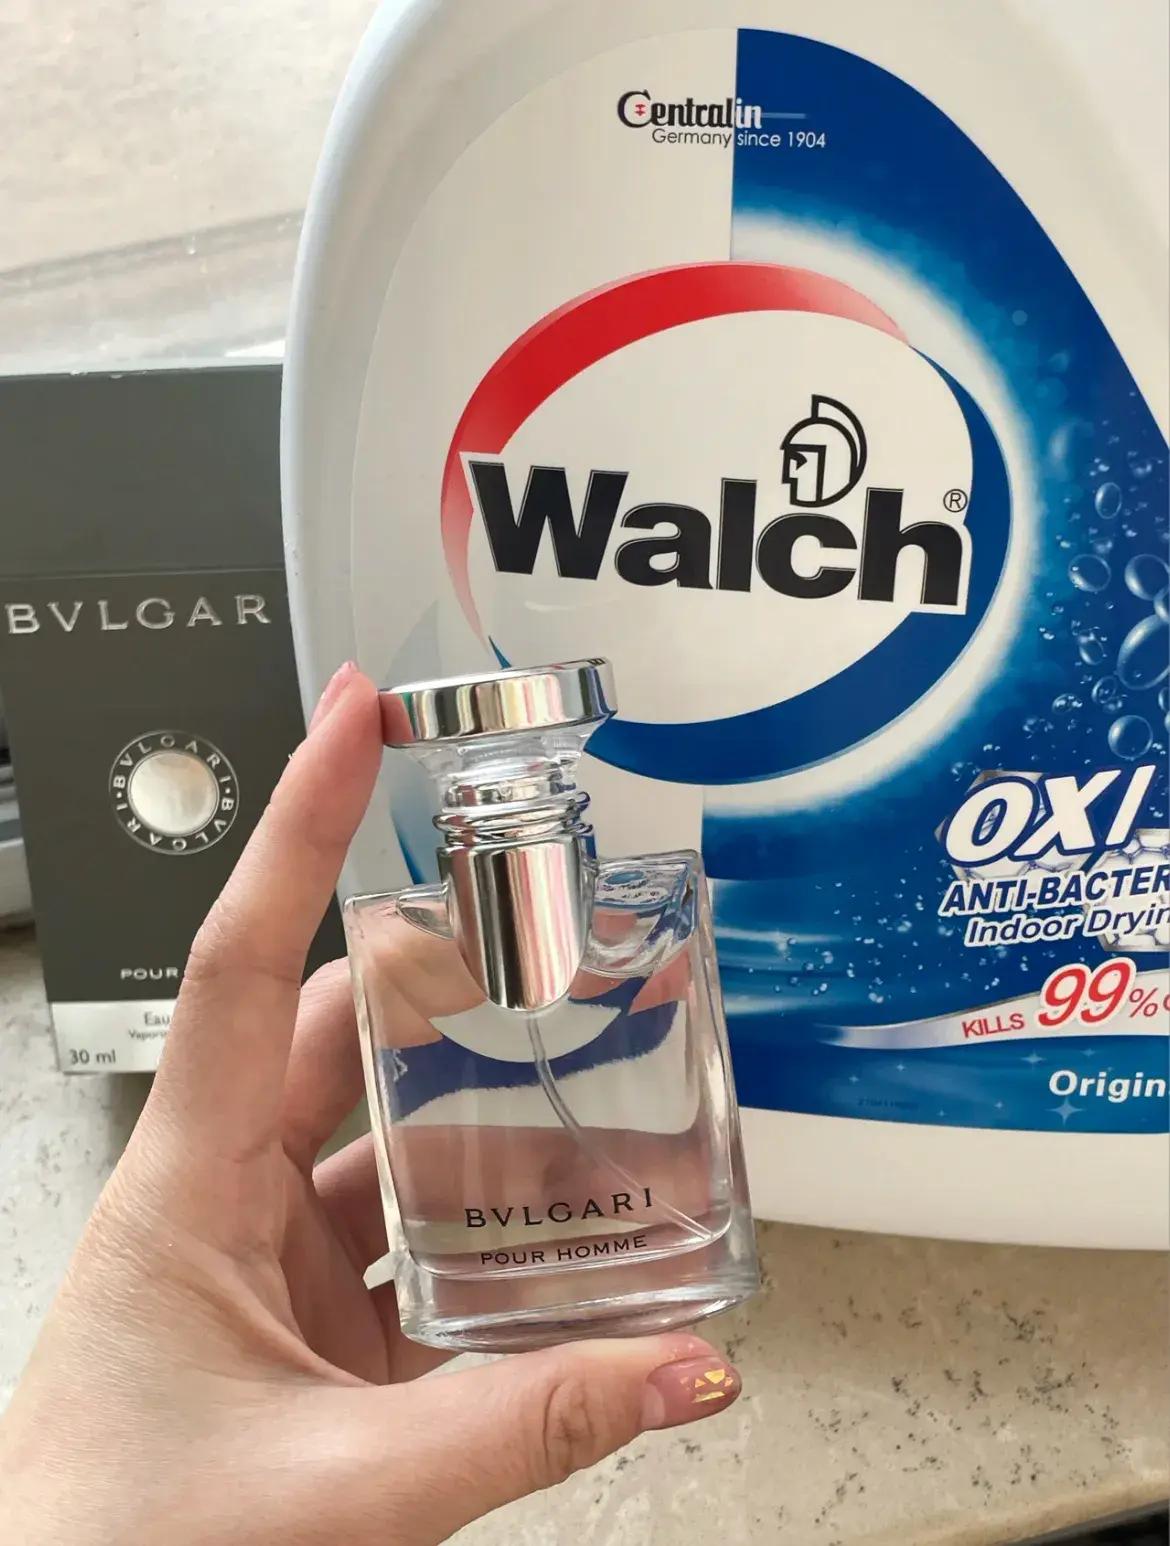 Centralin
Germany since 1904
Walch®
OXI
ANTI-BACTER
Indoor Dryin
KILLS 99%
Origin
BVLGAR
BVLGARI · BVLGARI ·
POUR
Eau
30 ml
BVLGARI
POUR HOMME